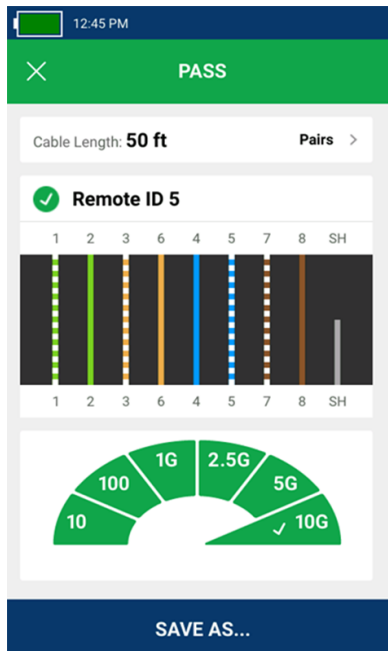 12:45 PM
PASS
Cable Length: 50 ft Pairs >
Remote ID 5
1 2 3 6 4 5 7 8 SH
1 2 3 6 4 5 7 8 SH
10 100 1G 2.5G 5G 10G
SAVE AS...